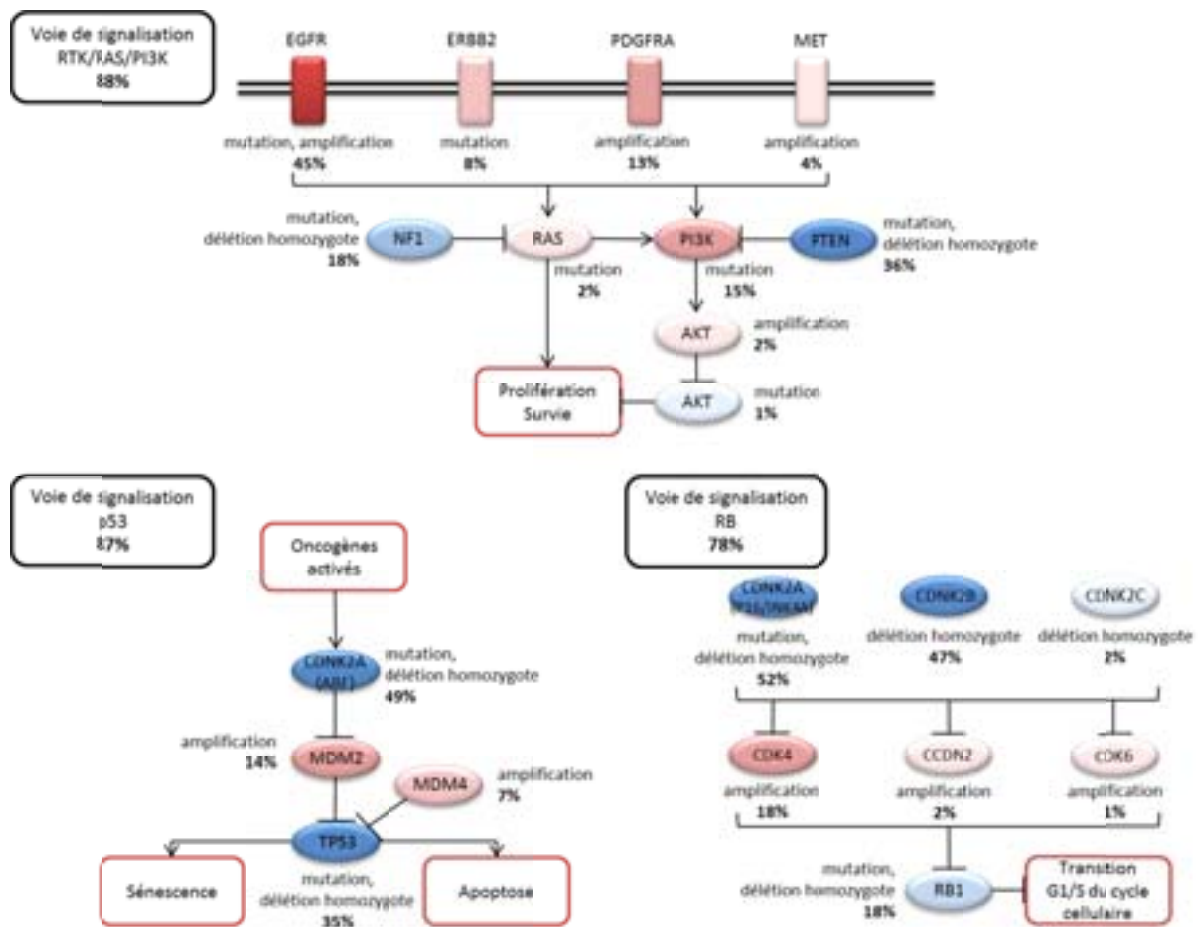 Voie de signalisation
RTK/RAS/PI3K
88%
EGFR
ERBB2
PDGFRA
MET
mutation, amplification
45%
mutation
8%
amplification
13%
amplification
4%
mutation,
délétion homozygote
18%
NF1
RAS
PI3K
PTEN
mutation,
délétion homozygote
36%
mutation
2%
mutation
15%
AKT
amplification
2%
Prolifération
Survie
AKT
mutation
1%
Voie de signalisation
p53
87%
Oncogènes
activés
CDNK2A
mutation,
délétion homozygote
49%
amplification
14%
MDM2
MDM4
amplification
7%
TP53
Sénescence
mutation,
délétion homozygote
35%
Apoptose
Voie de signalisation
RB
78%
CDNK2A
CDNK2B
CDNK2C
mutation,
délétion homozygote
52%
délétion homozygote
47%
délétion homozygote
2%
CDK4
CCDN2
CDK6
amplification
18%
amplification
2%
amplification
1%
mutation,
délétion homozygote
18%
RB1
Transition
G1/S du cycle
cellulaire